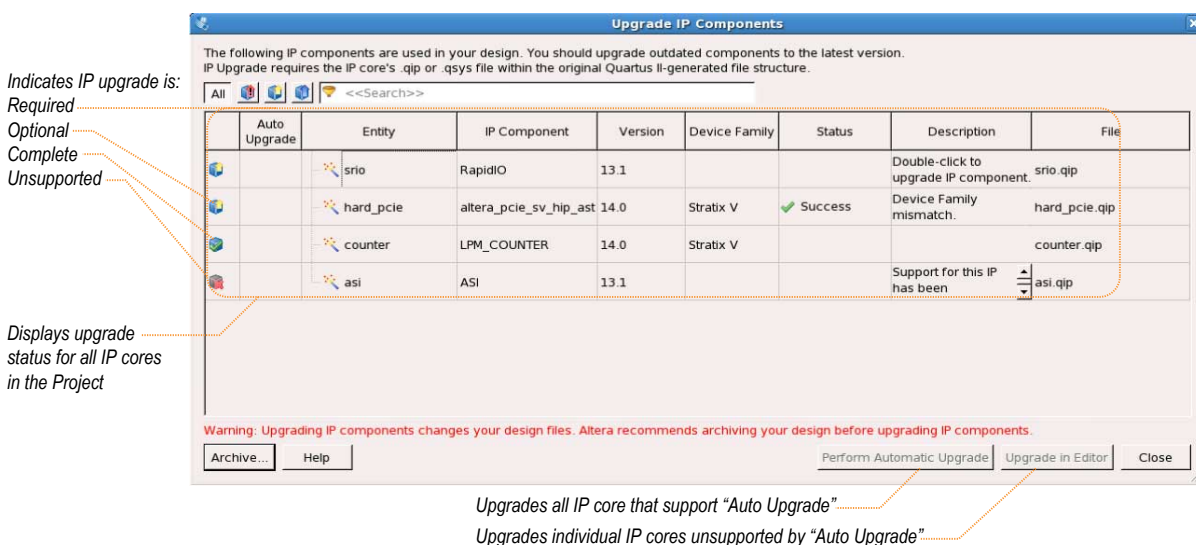 Upgrade IP Components
The following IP components are used in your design. You should upgrade outdated components to the latest version.
IP Upgrade requires the IP core's .qip or .qsys file within the original Quartus II-generated file structure.
Indicates IP upgrade is:
Required
Optional
Complete
Unsupported
All <<Search>>
Auto Upgrade Entity IP Component Version Device Family Status Description File
srio RapidIO 13.1 Double-click to upgrade IP component. srio.qip
hard_pcie altera_pcie_sv_hip_ast 14.0 Stratix V Success Device Family mismatch. hard_pcie.qip
counter LPM_COUNTER 14.0 Stratix V counter.qip
asi ASI 13.1 Support for this IP has been asi.qip
Displays upgrade
status for all IP cores
in the Project
Warning: Upgrading IP components changes your design files. Altera recommends archiving your design before upgrading IP components.
Archive... Help Perform Automatic Upgrade Upgrade in Editor Close
Upgrades all IP core that support “Auto Upgrade”
Upgrades individual IP cores unsupported by “Auto Upgrade”